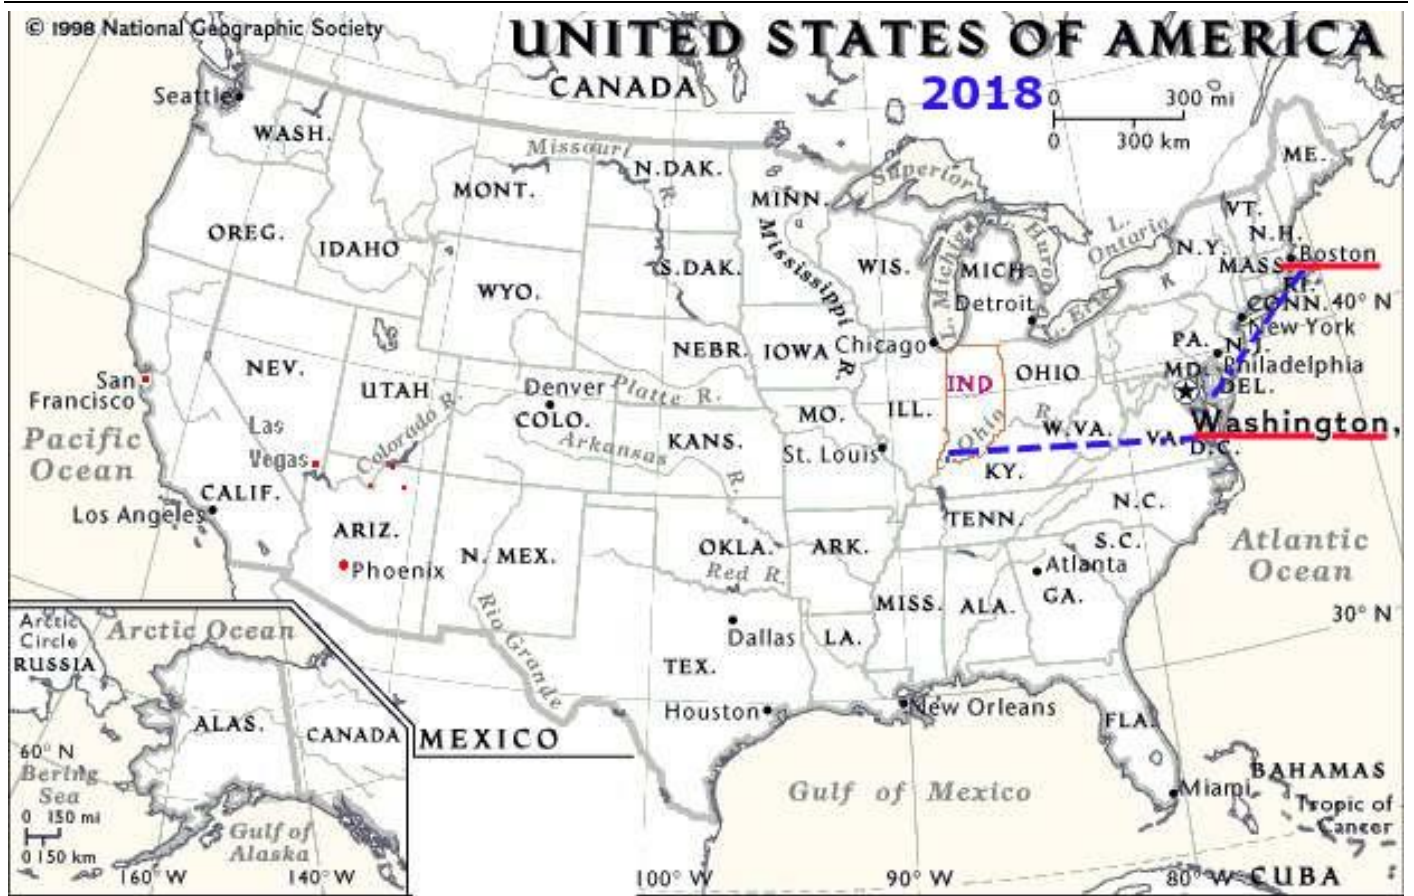 © 1998 National Geographic Society
UNITED STATES OF AMERICA
2018
CANADA
0 300 mi
0 300 km
Seattle
WASH.
Missouri
R.
N.DAK.
MONT.
MINN.
Superior
ME.
OREG.
IDAHO
S.DAK.
Mississippi R.
WIS.
L. Michigan
MICH.
L. Huron
L. Ontario
VT.
N.H.
N.Y.
MASS.
Boston
WYO.
Detroit
L. Erie
R.I.
CONN.
40° N
New York
NEBR.
IOWA
Chicago
PA.
N.J.
Philadelphia
NEV.
UTAH
Denver
Platte R.
IND
OHIO
MD.
DEL.
San
Francisco
Pacific
Ocean
Las
Vegas
Colorado R.
COLO.
Arkansas
R.
KANS.
MO.
ILL.
St. Louis
Ohio
R.
W.VA.
VA.
Washington,
D.C.
KY.
CALIF.
Los Angeles
ARIZ.
Phoenix
N. MEX.
OKLA.
Red R.
ARK.
TENN.
N.C.
S.C.
Atlanta
GA.
Atlantic
Ocean
MISS.
ALA.
30° N
Rio Grande
Dallas
LA.
TEX.
Houston
New Orleans
FLA.
Arctic
Circle
RUSSIA
Arctic Ocean
ALAS.
CANADA
MEXICO
60° N
Bering
Sea
0 150 mi
0 150 km
Gulf of
Alaska
160° W
140° W
Gulf of Mexico
Miami
BAHAMAS
Tropic of
Cancer
100° W
90° W
80° W
CUBA